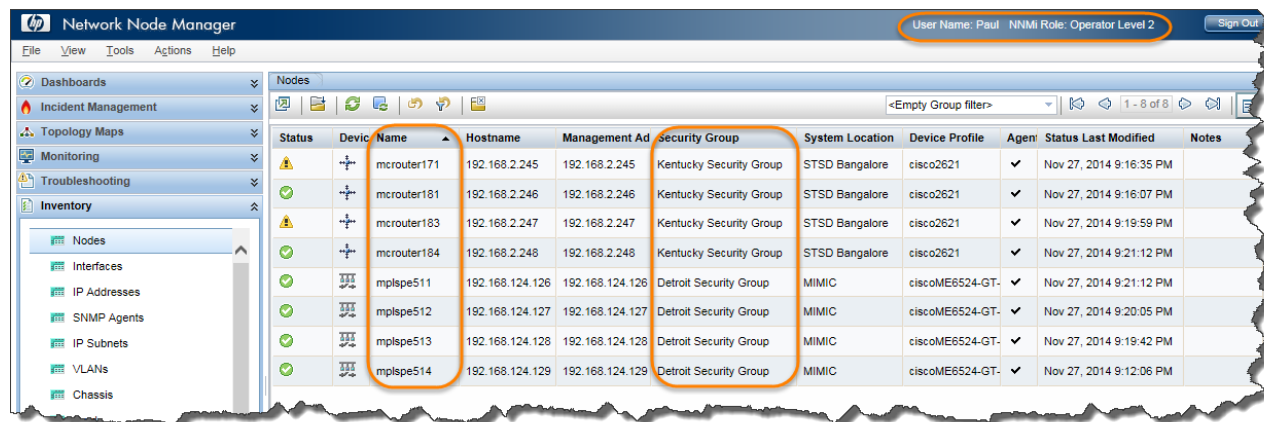 hp Network Node Manager User Name: Paul NNMi Role: Operator Level 2 Sign Out
File View Tools Actions Help
Dashboards
Incident Management
Topology Maps
Monitoring
Troubleshooting
Inventory
Nodes
Interfaces
IP Addresses
SNMP Agents
IP Subnets
VLANs
Chassis
Nodes
<Empty Group filter> 1 - 8 of 8
Status Devic Name Hostname Management Ad Security Group System Location Device Profile Agent Status Last Modified Notes
mcrouter171 192.168.2.245 192.168.2.245 Kentucky Security Group STSD Bangalore cisco2621 Nov 27, 2014 9:16:35 PM
mcrouter181 192.168.2.246 192.168.2.246 Kentucky Security Group STSD Bangalore cisco2621 Nov 27, 2014 9:16:07 PM
mcrouter183 192.168.2.247 192.168.2.247 Kentucky Security Group STSD Bangalore cisco2621 Nov 27, 2014 9:19:59 PM
mcrouter184 192.168.2.248 192.168.2.248 Kentucky Security Group STSD Bangalore cisco2621 Nov 27, 2014 9:21:12 PM
mplspe511 192.168.124.126 192.168.124.126 Detroit Security Group MIMIC ciscoME6524-GT- Nov 27, 2014 9:21:12 PM
mplspe512 192.168.124.127 192.168.124.127 Detroit Security Group MIMIC ciscoME6524-GT- Nov 27, 2014 9:20:05 PM
mplspe513 192.168.124.128 192.168.124.128 Detroit Security Group MIMIC ciscoME6524-GT- Nov 27, 2014 9:19:42 PM
mplspe514 192.168.124.129 192.168.124.129 Detroit Security Group MIMIC ciscoME6524-GT- Nov 27, 2014 9:12:06 PM